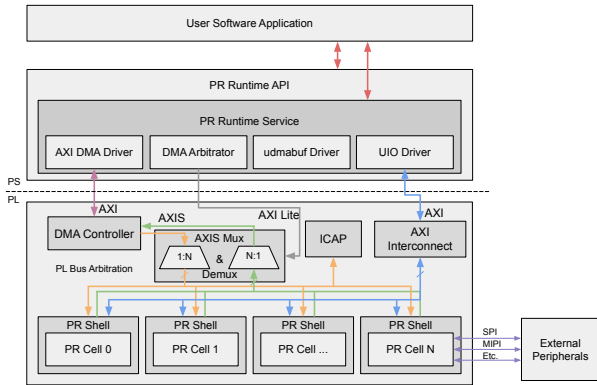 User Software Application
PR Runtime API
PR Runtime Service
AXI DMA Driver
DMA Arbitrator
udmabuf Driver
UIO Driver
PS
PL
AXI
AXIS
AXI Lite
AXI
DMA Controller
AXIS Mux
1:N
&
N:1
Demux
ICAP
AXI
Interconnect
PL Bus Arbitration
PR Shell
PR Cell 0
PR Shell
PR Cell 1
PR Shell
PR Cell ...
PR Shell
PR Cell N
SPI
MIPI
Etc.
External
Peripherals